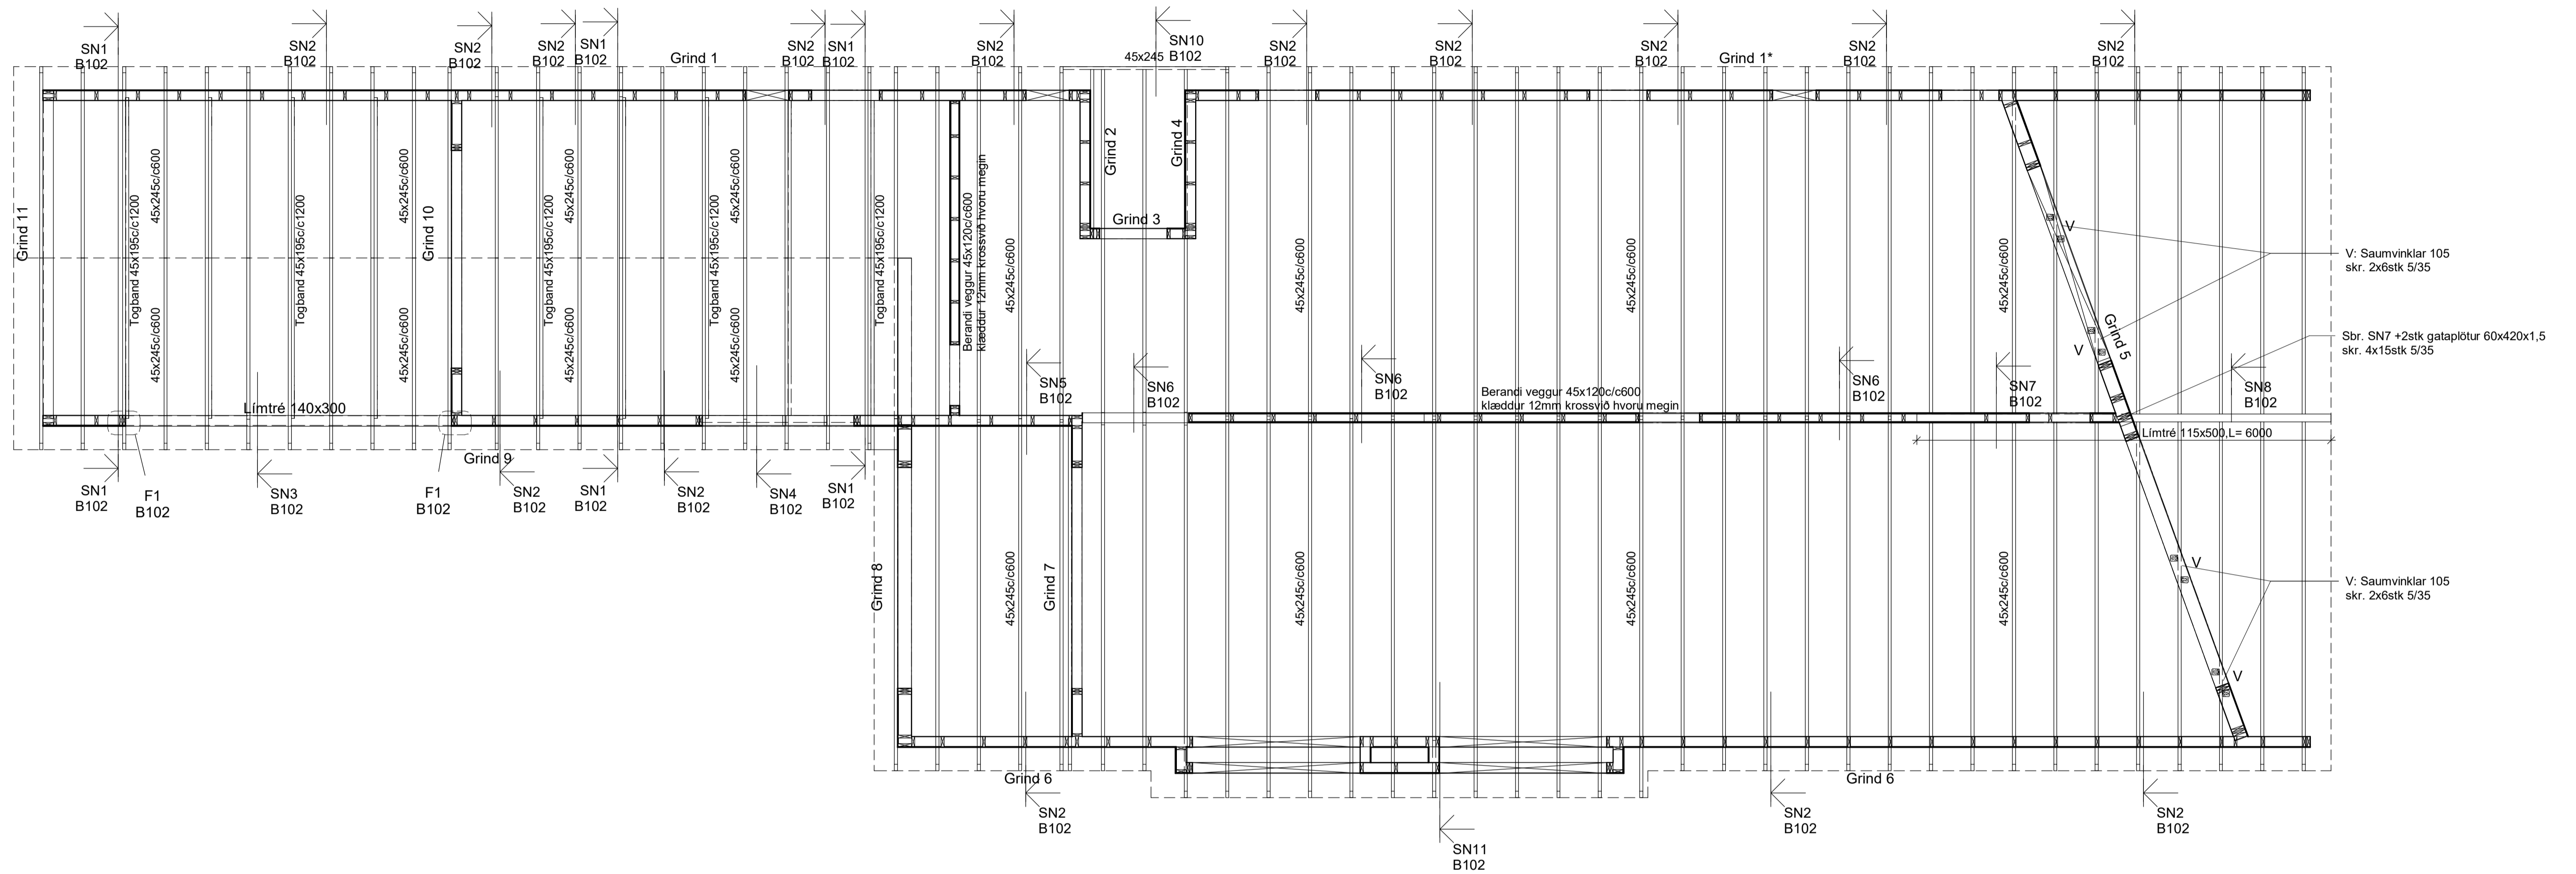 SN1
B102
SN2
B102
SN2
B102
SN2
B102
SN1
B102
Grind 1
SN2
B102
SN1
B102
SN2
B102
SN10
B102
45x245
SN2
B102
SN2
B102
SN2
B102
Grind 1*
SN2
B102
SN2
B102
Grind 11
Togband 45x195c/c1200
45x245c/c600
45x245c/c600
Togband 45x195c/c1200
45x245c/c600
45x245c/c600
Grind 10
Togband 45x195c/c1200
45x245c/c600
45x245c/c600
Togband 45x195c/c1200
45x245c/c600
45x245c/c600
Togband 45x195c/c1200
Berandi veggur 45x120c/c600
klæddur 12mm krossvið hvoru megin
45x245c/c600
Grind 2
Grind 3
Grind 4
45x245c/c600
45x245c/c600
45x245c/c600
V
V
Grind 5
V: Saumvinklar 105
skr. 2x6stk 5/35
Sbr. SN7 +2stk gataplötur 60x420x1,5
skr. 4x15stk 5/35
SN5
B102
SN6
B102
SN6
B102
Berandi veggur 45x120c/c600
klæddur 12mm krossvið hvoru megin
SN6
B102
SN7
B102
SN8
B102
Límtré 115x500,L= 6000
Límtré 140x300
Grind 9
SN1
B102
F1
B102
SN3
B102
F1
B102
SN2
B102
SN1
B102
SN2
B102
SN4
B102
SN1
B102
Grind 8
45x245c/c600
Grind 7
45x245c/c600
45x245c/c600
45x245c/c600
V
V
V: Saumvinklar 105
skr. 2x6stk 5/35
Grind 6
Grind 6
SN2
B102
SN11
B102
SN2
B102
SN2
B102